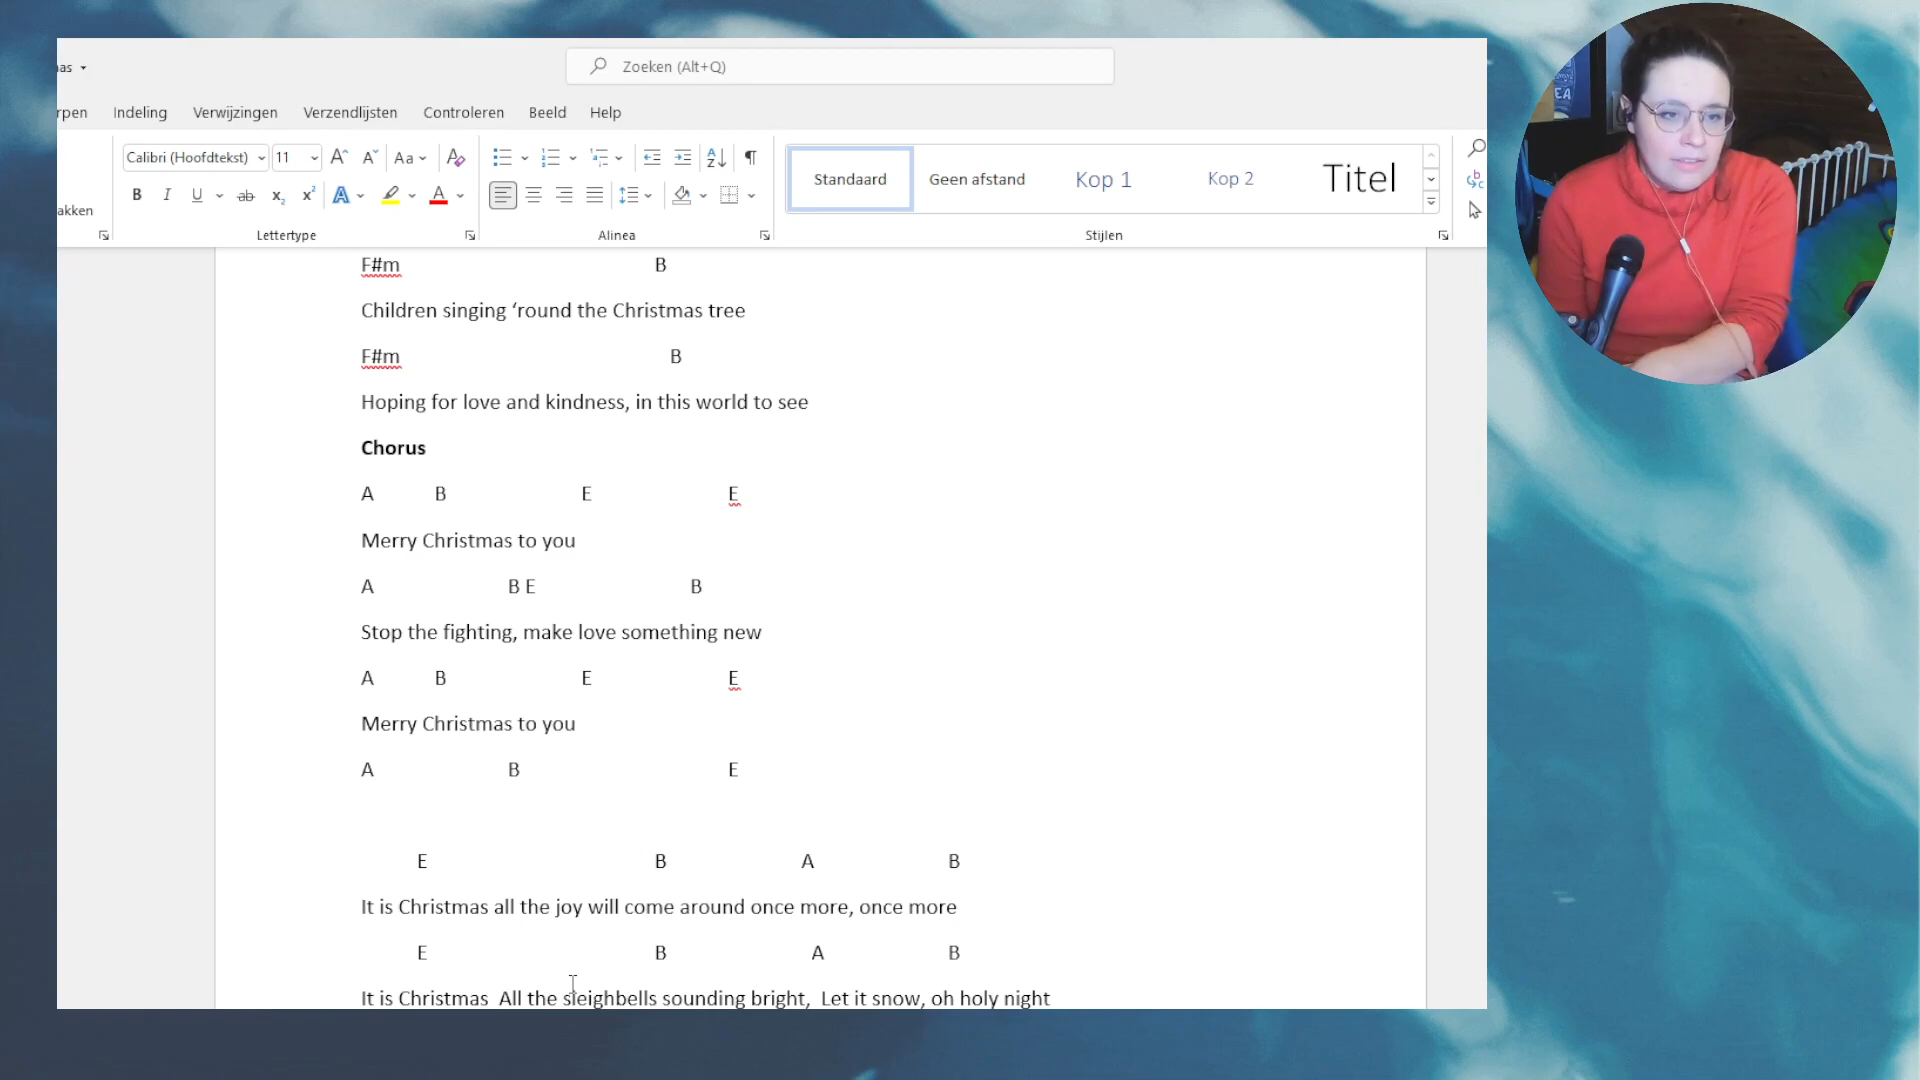 nas
Zoeken (Alt+Q)
rpen Indeling Verwijzingen Verzendlijsten Controleren Beeld Help
Calibri (Hoofdtekst) 11 Aa
Standaard Geen afstand Kop 1 Kop 2 Titel
B I U ab x₂ x² A A
akken
Lettertype Alinea Stijlen
EA
F#m B
Children singing ‘round the Christmas tree
F#m B
Hoping for love and kindness, in this world to see
Chorus
A B E E
Merry Christmas to you
A B E B
Stop the fighting, make love something new
A B E E
Merry Christmas to you
A B E
E B A B
It is Christmas all the joy will come around once more, once more
E B A B
It is Christmas All the sleighbells sounding bright, Let it snow, oh holy night